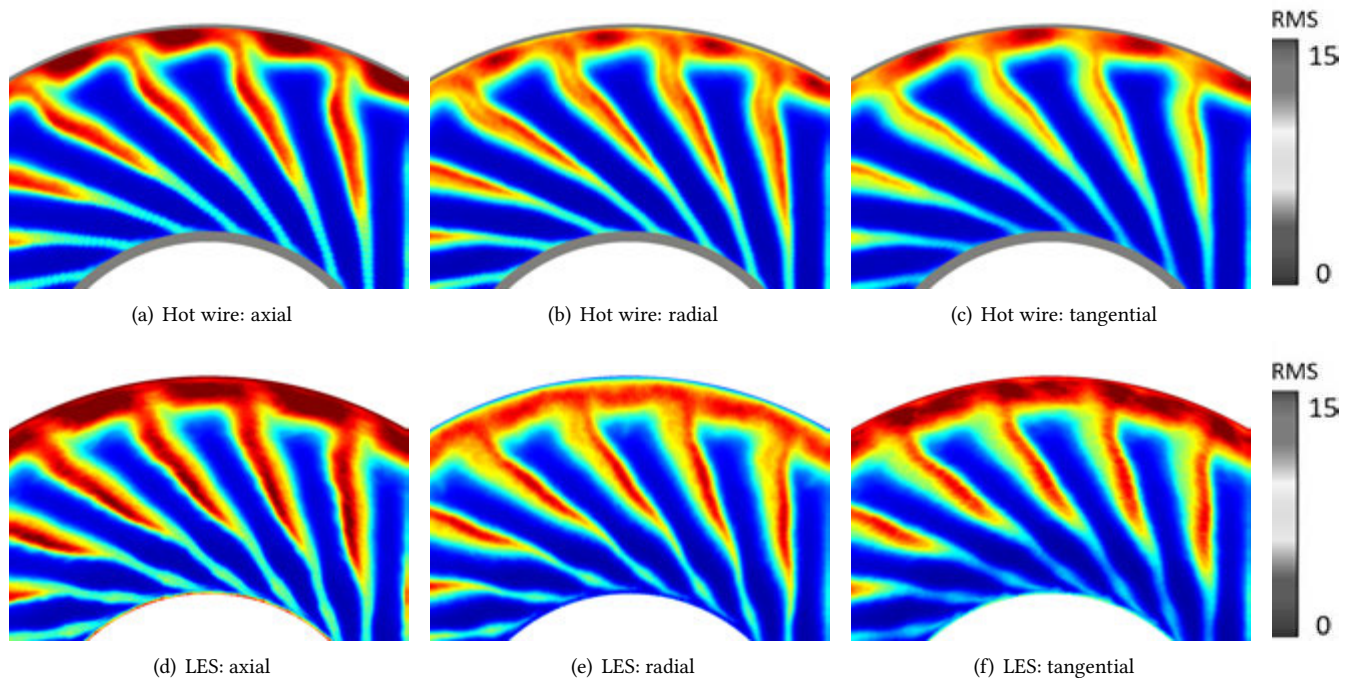 RMS
15
0
(a) Hot wire: axial
(b) Hot wire: radial
(c) Hot wire: tangential
RMS
15
0
(d) LES: axial
(e) LES: radial
(f) LES: tangential